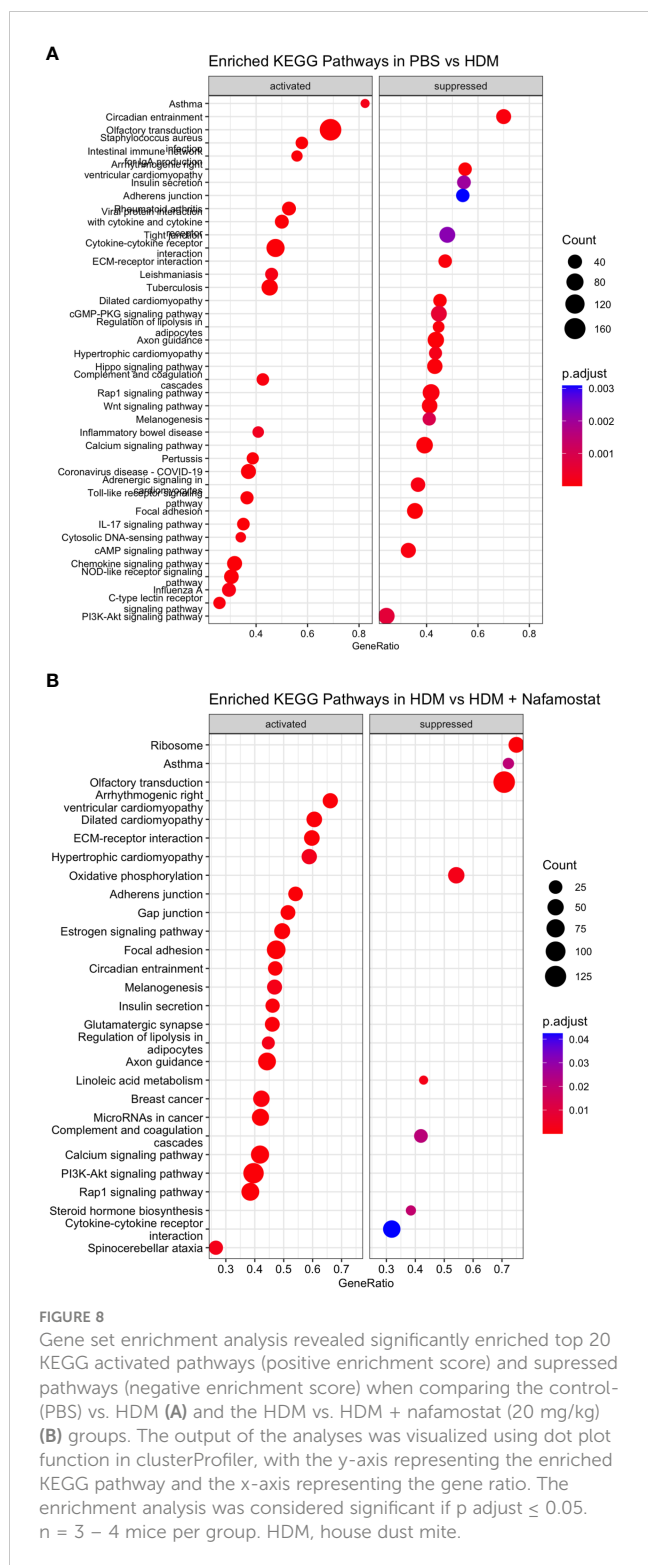 A
Enriched KEGG Pathways in PBS vs HDM
activated
suppressed
Asthma
Circadian entrainment
Olfactory transduction
Staphylococcus aureus
infection
Intestinal immune network
for IgA production
Arrhythmogenic right
ventricular cardiomyopathy
Insulin secretion
Adherens junction
Rheumatoid arthritis
Viral protein interaction
with cytokine and cytokine
receptor
Tight junction
Cytokine-cytokine receptor
interaction
ECM-receptor interaction
Leishmaniasis
Tuberculosis
Dilated cardiomyopathy
cGMP-PKG signaling pathway
Regulation of lipolysis in
adipocytes
Axon guidance
Hypertrophic cardiomyopathy
Hippo signaling pathway
Complement and coagulation
cascades
Rap1 signaling pathway
Wnt signaling pathway
Melanogenesis
Inflammatory bowel disease
Calcium signaling pathway
Pertussis
Coronavirus disease - COVID-19
Adrenergic signaling in
cardiomyocytes
Toll-like receptor signaling
pathway
Focal adhesion
IL-17 signaling pathway
Cytosolic DNA-sensing pathway
cAMP signaling pathway
Chemokine signaling pathway
NOD-like receptor signaling
pathway
Influenza A
C-type lectin receptor
signaling pathway
PI3K-Akt signaling pathway
0.4 0.6 0.8 0.4 0.6 0.8
GeneRatio
Count
40
80
120
160
p.adjust
0.003
0.002
0.001
B
Enriched KEGG Pathways in HDM vs HDM + Nafamostat
activated
suppressed
Ribosome
Asthma
Olfactory transduction
Arrhythmogenic right
ventricular cardiomyopathy
Dilated cardiomyopathy
ECM-receptor interaction
Hypertrophic cardiomyopathy
Oxidative phosphorylation
Adherens junction
Gap junction
Estrogen signaling pathway
Focal adhesion
Circadian entrainment
Melanogenesis
Insulin secretion
Glutamatergic synapse
Regulation of lipolysis in
adipocytes
Axon guidance
Linoleic acid metabolism
Breast cancer
MicroRNAs in cancer
Complement and coagulation
cascades
Calcium signaling pathway
PI3K-Akt signaling pathway
Rap1 signaling pathway
Steroid hormone biosynthesis
Cytokine-cytokine receptor
interaction
Spinocerebellar ataxia
0.3 0.4 0.5 0.6 0.7 0.3 0.4 0.5 0.6 0.7
GeneRatio
Count
25
50
75
100
125
p.adjust
0.04
0.03
0.02
0.01
FIGURE 8
Gene set enrichment analysis revealed significantly enriched top 20
KEGG activated pathways (positive enrichment score) and supressed
pathways (negative enrichment score) when comparing the control-
(PBS) vs. HDM (A) and the HDM vs. HDM + nafamostat (20 mg/kg)
(B) groups. The output of the analyses was visualized using dot plot
function in clusterProfiler, with the y-axis representing the enriched
KEGG pathway and the x-axis representing the gene ratio. The
enrichment analysis was considered significant if p adjust ≤ 0.05.
n = 3 – 4 mice per group. HDM, house dust mite.